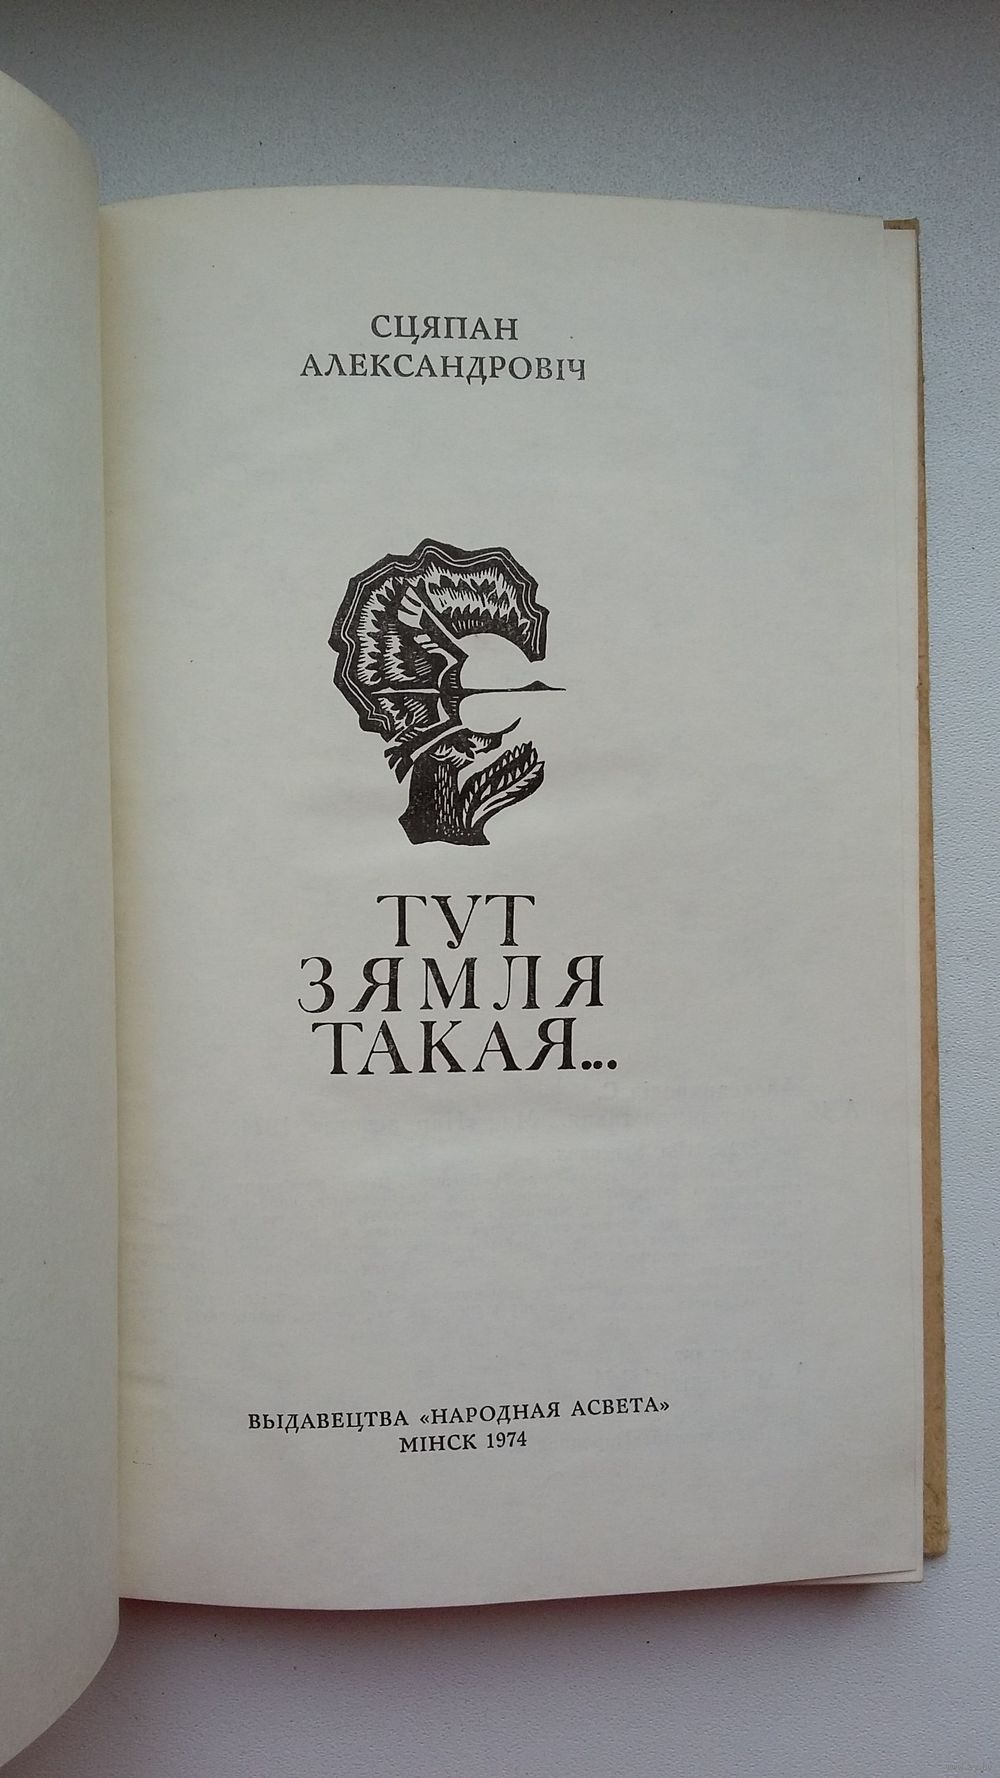 СЦЯПАН
АЛЕКСАНДРОВІЧ
ТУТ
ЗЯМЛЯ
ТАКАЯ...
ВЫДАВЕЦТВА «НАРОДНАЯ АСВЕТА»
МІНСК 1974